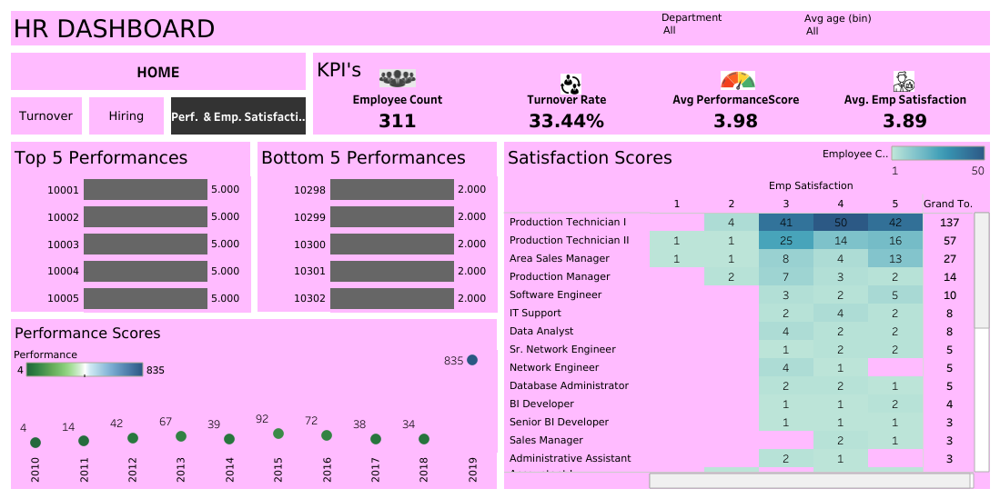 HR DASHBOARD
Department
All
Avg age (bin)
All
HOME
Turnover
Hiring
Perf. & Emp. Satisfacti..
KPI's
Employee Count
311
Turnover Rate
33.44%
Avg PerformanceScore
3.98
Avg. Emp Satisfaction
3.89
Top 5 Performances
10001 5.000
10002 5.000
10003 5.000
10004 5.000
10005 5.000
Bottom 5 Performances
10298 2.000
10299 2.000
10300 2.000
10301 2.000
10302 2.000
Performance Scores
Performance
4 835
4 14 42 67 39 92 72 38 34 835
2010 2011 2012 2013 2014 2015 2016 2017 2018 2019
Satisfaction Scores
Employee C..
1 50
Emp Satisfaction
1 2 3 4 5 Grand To.
Production Technician I 4 41 50 42 137
Production Technician II 1 1 25 14 16 57
Area Sales Manager 1 1 8 4 13 27
Production Manager 2 7 3 2 14
Software Engineer 3 2 5 10
IT Support 2 4 2 8
Data Analyst 4 2 2 8
Sr. Network Engineer 1 2 2 5
Network Engineer 4 1 5
Database Administrator 2 2 1 5
BI Developer 1 1 2 4
Senior BI Developer 1 1 1 3
Sales Manager 2 1 3
Administrative Assistant 2 1 3